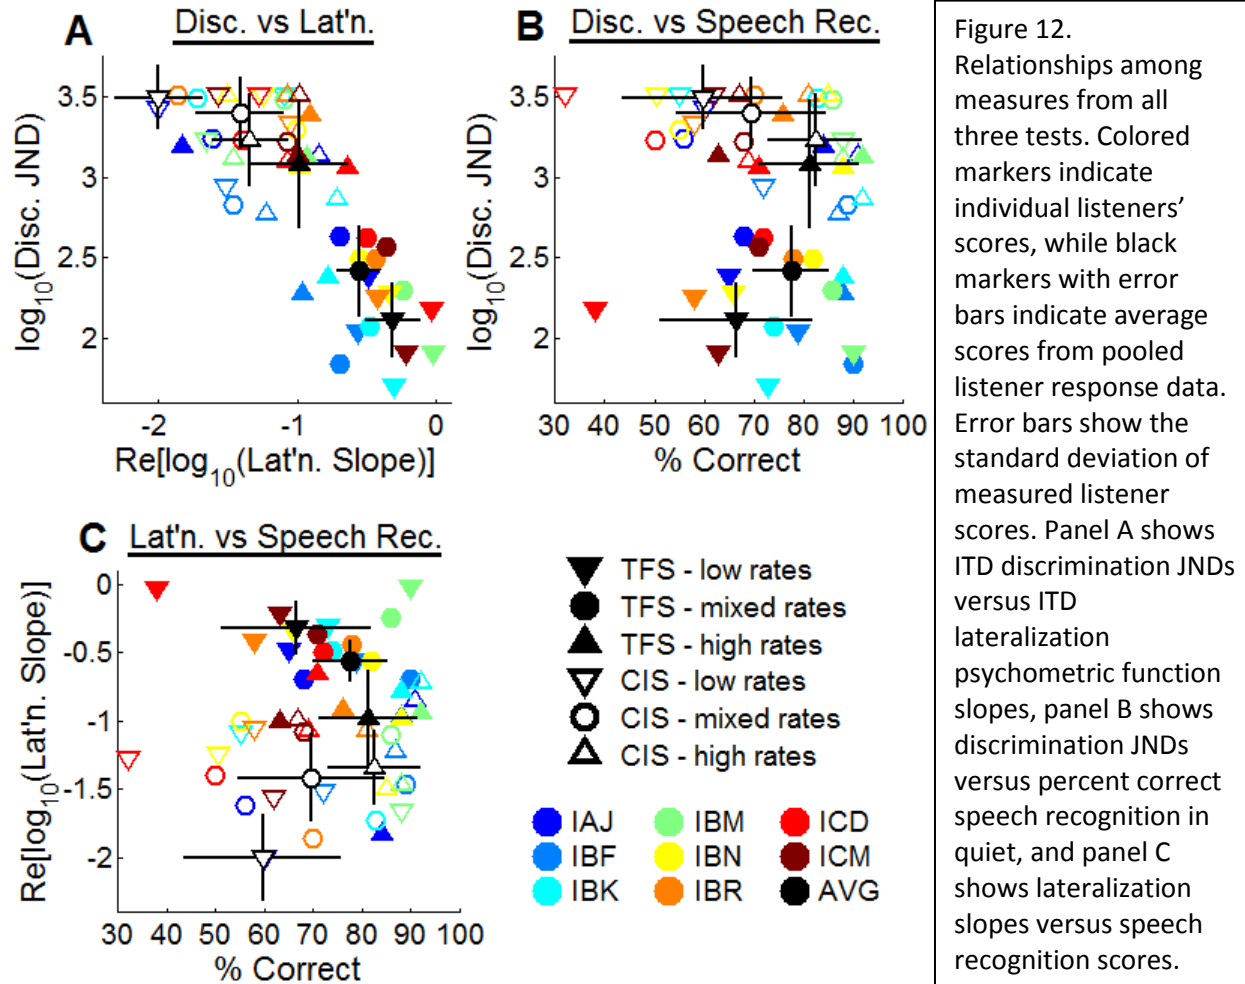 A Disc. vs Lat'n.
log10(Disc. JND)
3.5
3
2.5
2
-2 -1 0
Re[log10(Lat'n. Slope)]
B Disc. vs Speech Rec.
log10(Disc. JND)
3.5
3
2.5
2
30 40 50 60 70 80 90 100
% Correct
C Lat'n. vs Speech Rec.
Re[log10(Lat'n. Slope)]
0
-0.5
-1
-1.5
-2
30 40 50 60 70 80 90 100
% Correct
TFS - low rates
TFS - mixed rates
TFS - high rates
CIS - low rates
CIS - mixed rates
CIS - high rates
IAJ IBM ICD
IBF IBN ICM
IBK IBR AVG
Figure 12.
Relationships among
measures from all
three tests. Colored
markers indicate
individual listeners’
scores, while black
markers with error
bars indicate average
scores from pooled
listener response data.
Error bars show the
standard deviation of
measured listener
scores. Panel A shows
ITD discrimination JNDs
versus ITD
lateralization
psychometric function
slopes, panel B shows
discrimination JNDs
versus percent correct
speech recognition in
quiet, and panel C
shows lateralization
slopes versus speech
recognition scores.